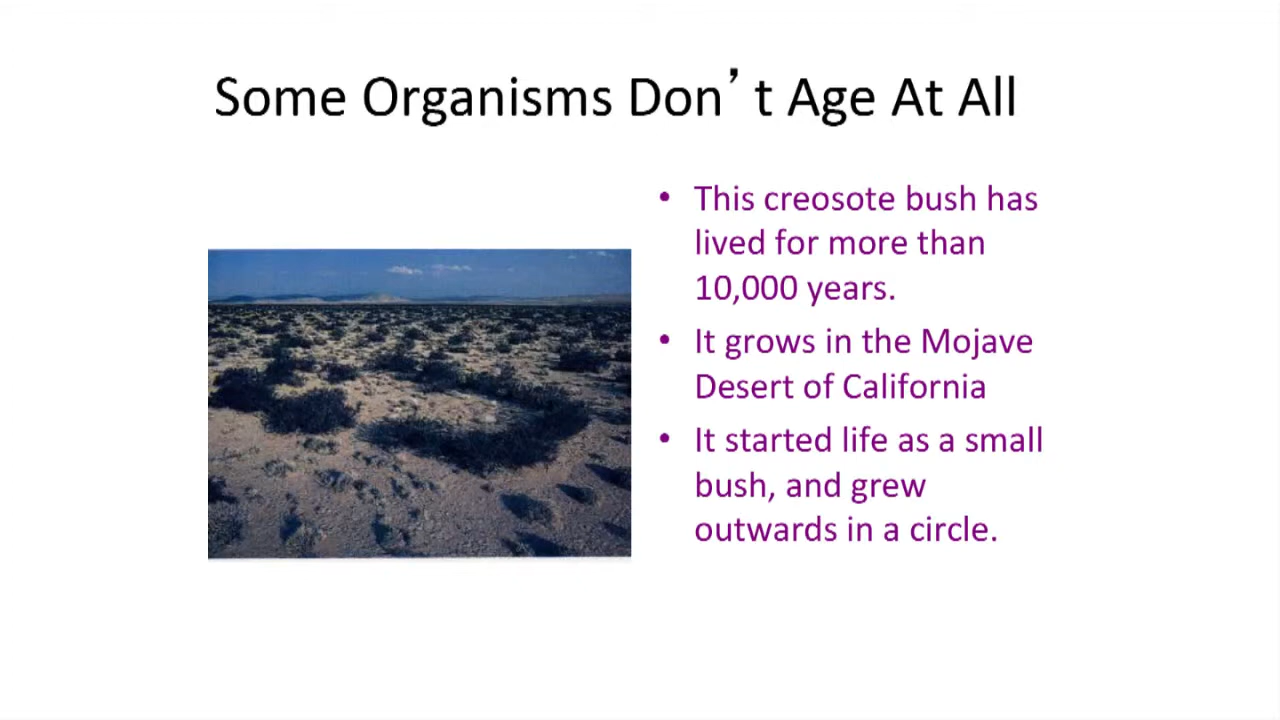 Some Organisms Don’t Age At All
• This creosote bush has
lived for more than
10,000 years.
• It grows in the Mojave
Desert of California
• It started life as a small
bush, and grew
outwards in a circle.